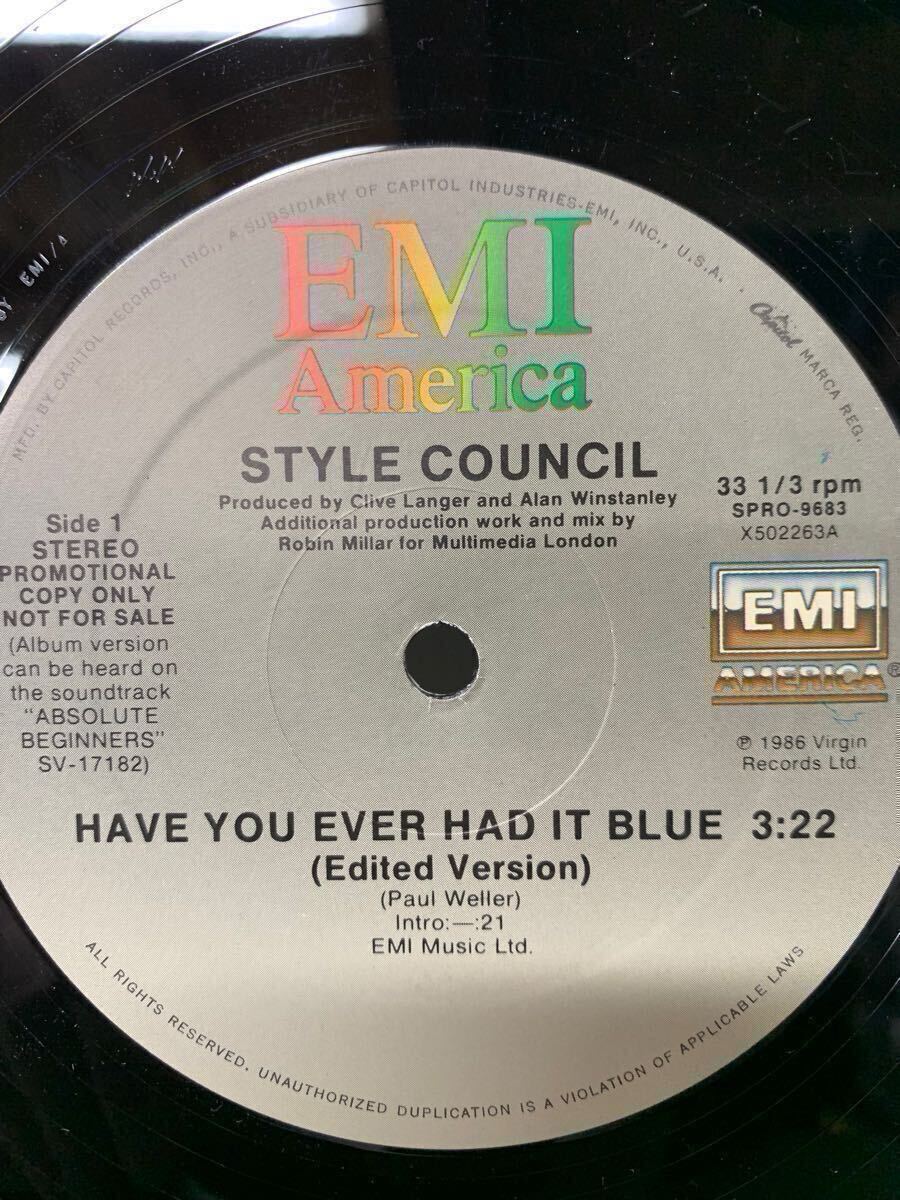 MFD. BY CAPITOL RECORDS, INC., A SUBSIDIARY OF CAPITOL INDUSTRIES-EMI, INC., U.S.A. . Capitol MARCA REG.
BY EMI/A
EMI
America
STYLE COUNCIL
Produced by Clive Langer and Alan Winstanley
Additional production work and mix by
Robin Millar for Multimedia London
33 1/3 rpm
SPRO-9683
X502263A
Side 1
STEREO
PROMOTIONAL
COPY ONLY
NOT FOR SALE
(Album version
can be heard on
the soundtrack
"ABSOLUTE
BEGINNERS"
SV-17182)
EMI
AMERICA®
℗ 1986 Virgin
Records Ltd.
HAVE YOU EVER HAD IT BLUE 3:22
(Edited Version)
(Paul Weller)
Intro:—:21
EMI Music Ltd.
ALL RIGHTS RESERVED. UNAUTHORIZED DUPLICATION IS A VIOLATION OF APPLICABLE LAWS